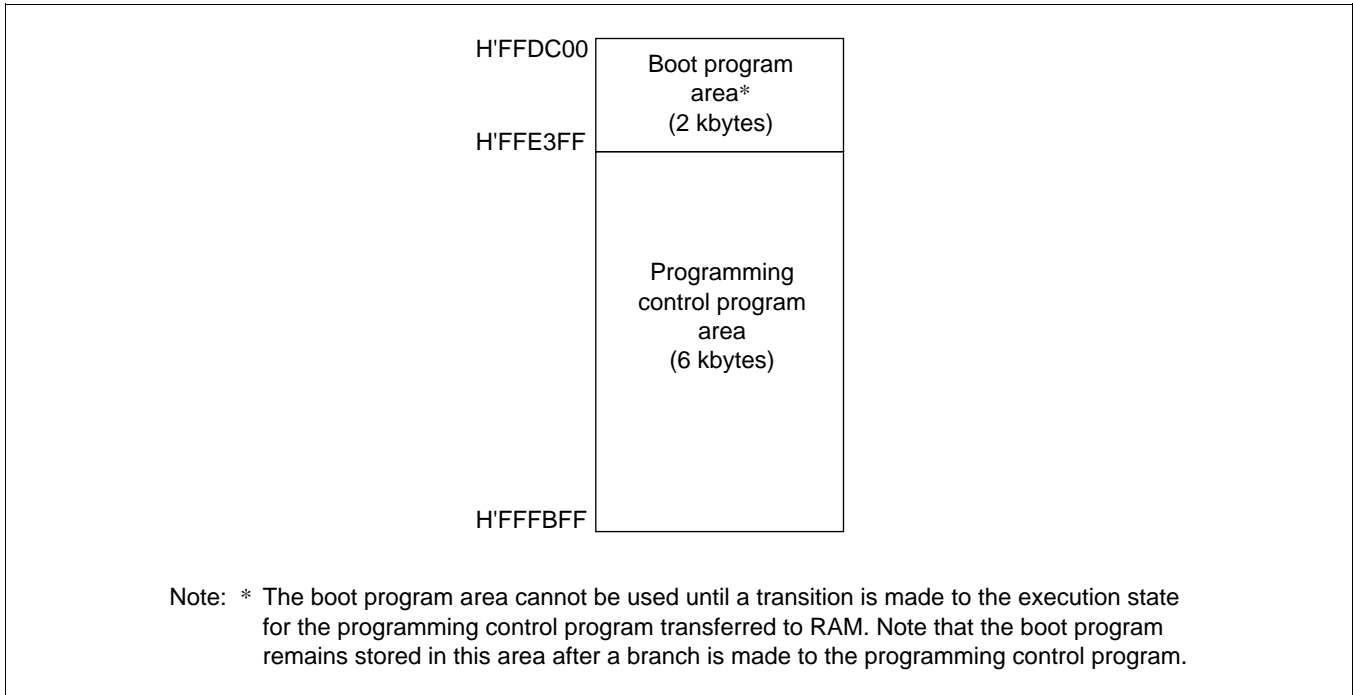 H'FFDC00
Boot program
area*
(2 kbytes)
H'FFE3FF
Programming
control program
area
(6 kbytes)
H'FFFBFF
Note: * The boot program area cannot be used until a transition is made to the execution state
for the programming control program transferred to RAM. Note that the boot program
remains stored in this area after a branch is made to the programming control program.